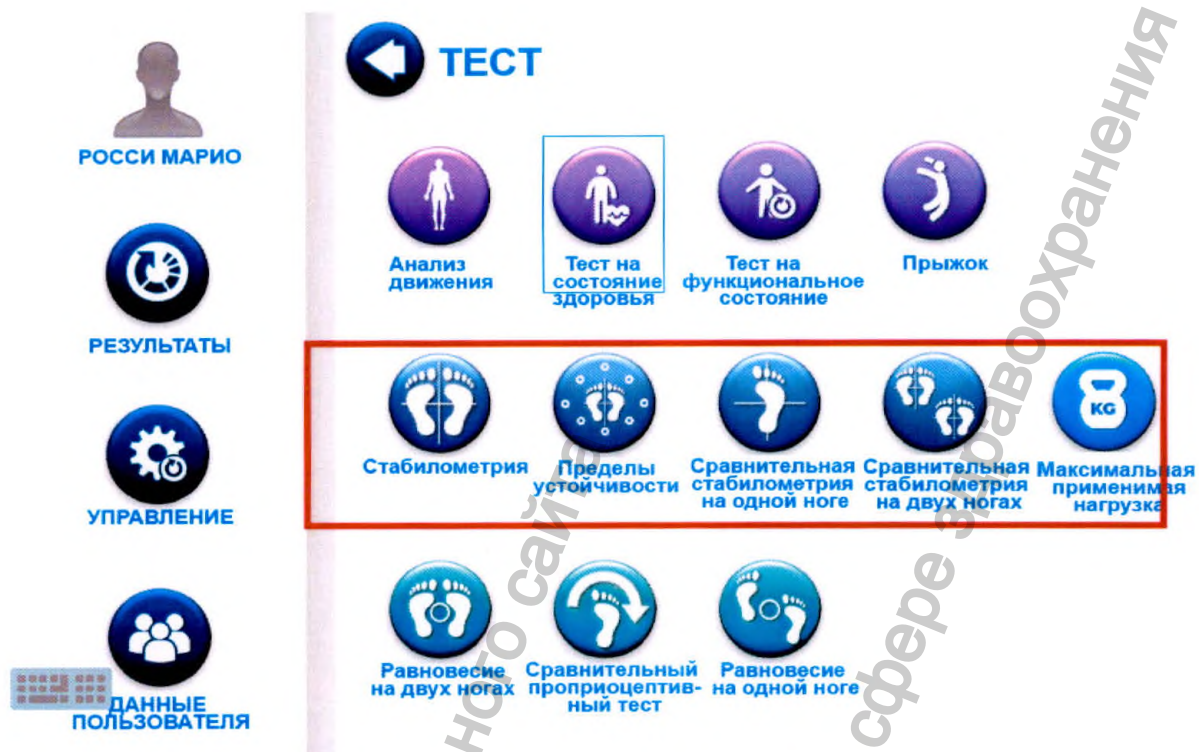 ТЕСТ
РОССИ МАРИО
РЕЗУЛЬТАТЫ
УПРАВЛЕНИЕ
ДАННЫЕ
ПОЛЬЗОВАТЕЛЯ
Анализ
движения
Тест на
состояние
здоровья
Тест на
функциональное
состояние
Прыжок
Стабилометрия
Пределы
устойчивости
Сравнительная
стабилометрия
на одной ноге
Сравнительная
стабилометрия
на двух ногах
KG
Максимальная
применимая
нагрузка
Равновесие
на двух ногах
Сравнительный
проприоцептив-
ный тест
Равновесие
на одной ноге
ного сайта
сфере здравоохранения